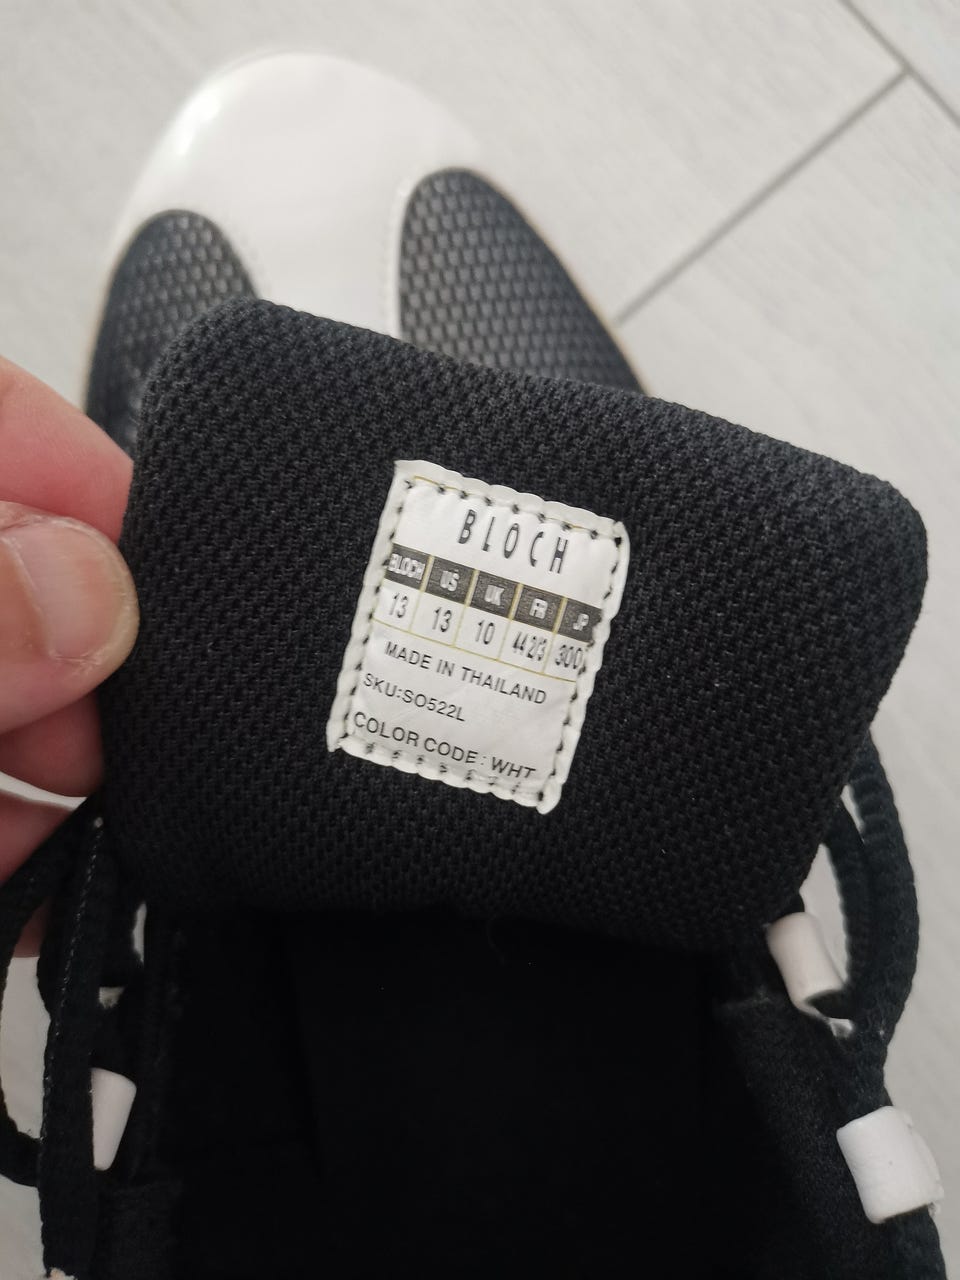 BLOCH
BLOCH US UK FR JP
13 13 10 44 2/3 300
MADE IN THAILAND
SKU:SO522L
COLOR CODE: WHT